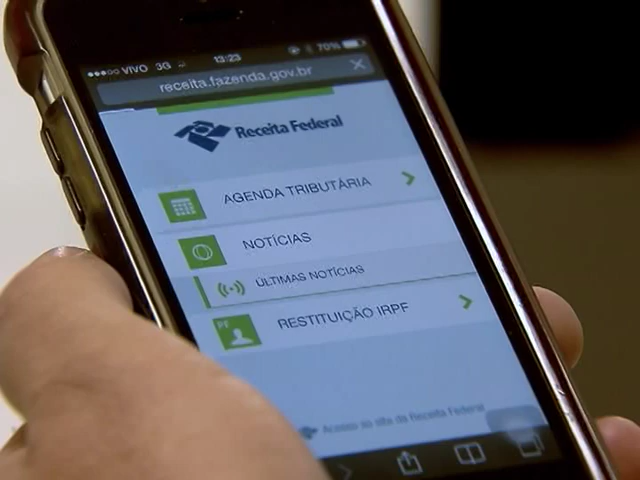 VIVO 3G 13:23 70%
receita.fazenda.gov.br
Receita Federal
AGENDA TRIBUTÁRIA
NOTÍCIAS
ÚLTIMAS NOTÍCIAS
PF
RESTITUIÇÃO IRPF
Acesso ao site da Receita Federal